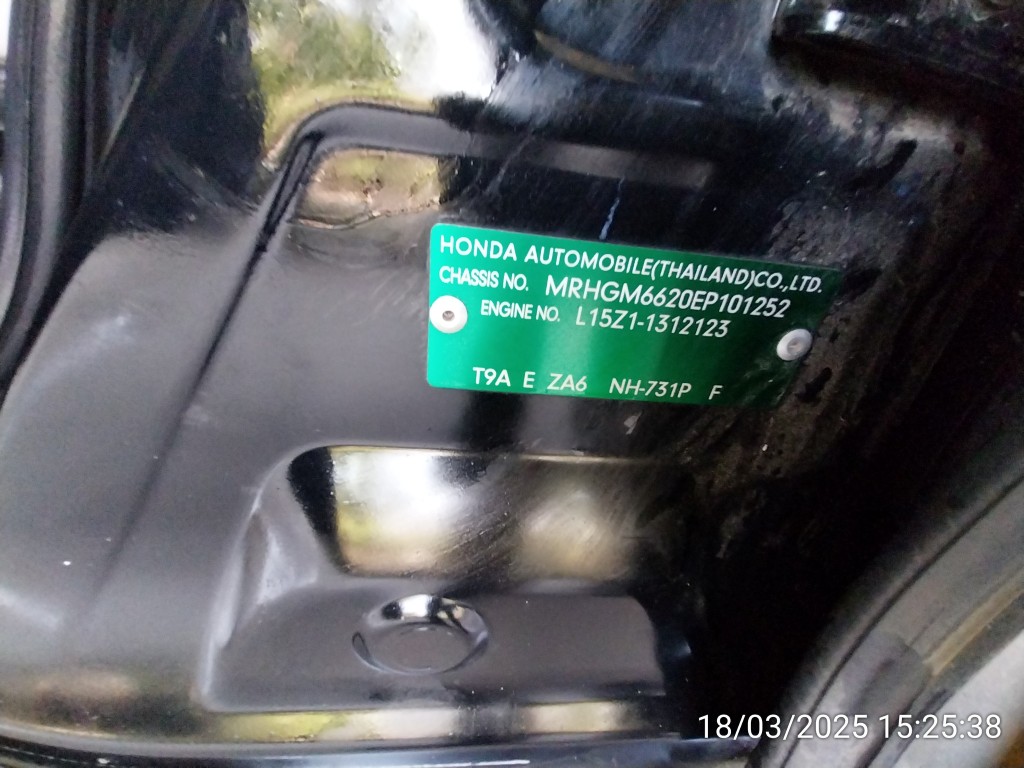 HONDA AUTOMOBILE(THAILAND)CO.,LTD.
CHASSIS NO. MRHGM6620EP101252
ENGINE NO. L15Z1-1312123
T9A E ZA6 NH-731P F
18/03/2025 15:25:38